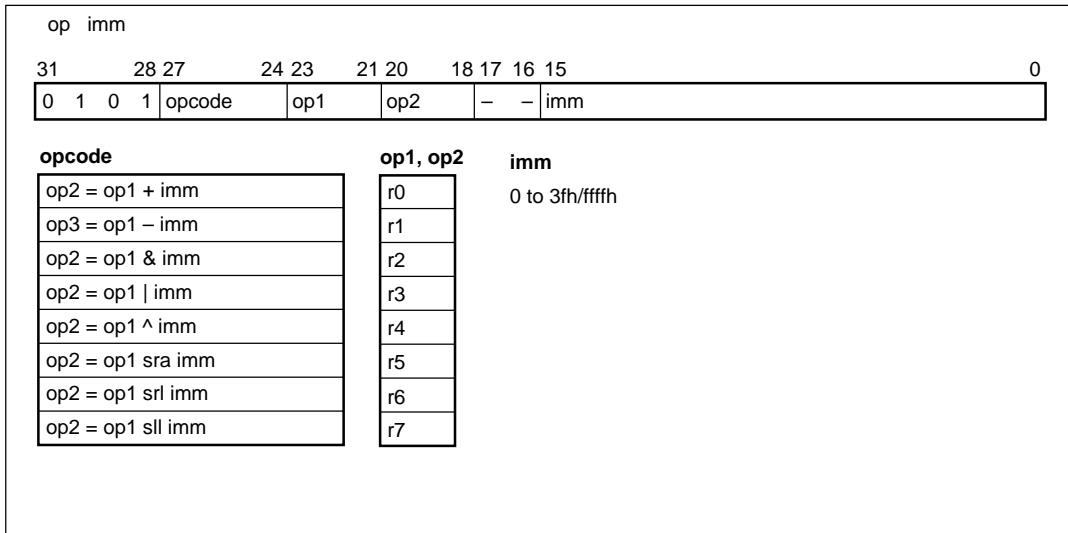 op imm
31 28 27 24 23 21 20 18 17 16 15 0
0 1 0 1 opcode op1 op2 – – imm
opcode
op2 = op1 + imm
op3 = op1 – imm
op2 = op1 & imm
op2 = op1 | imm
op2 = op1 ^ imm
op2 = op1 sra imm
op2 = op1 srl imm
op2 = op1 sll imm
op1, op2
r0
r1
r2
r3
r4
r5
r6
r7
imm
0 to 3fh/ffffh